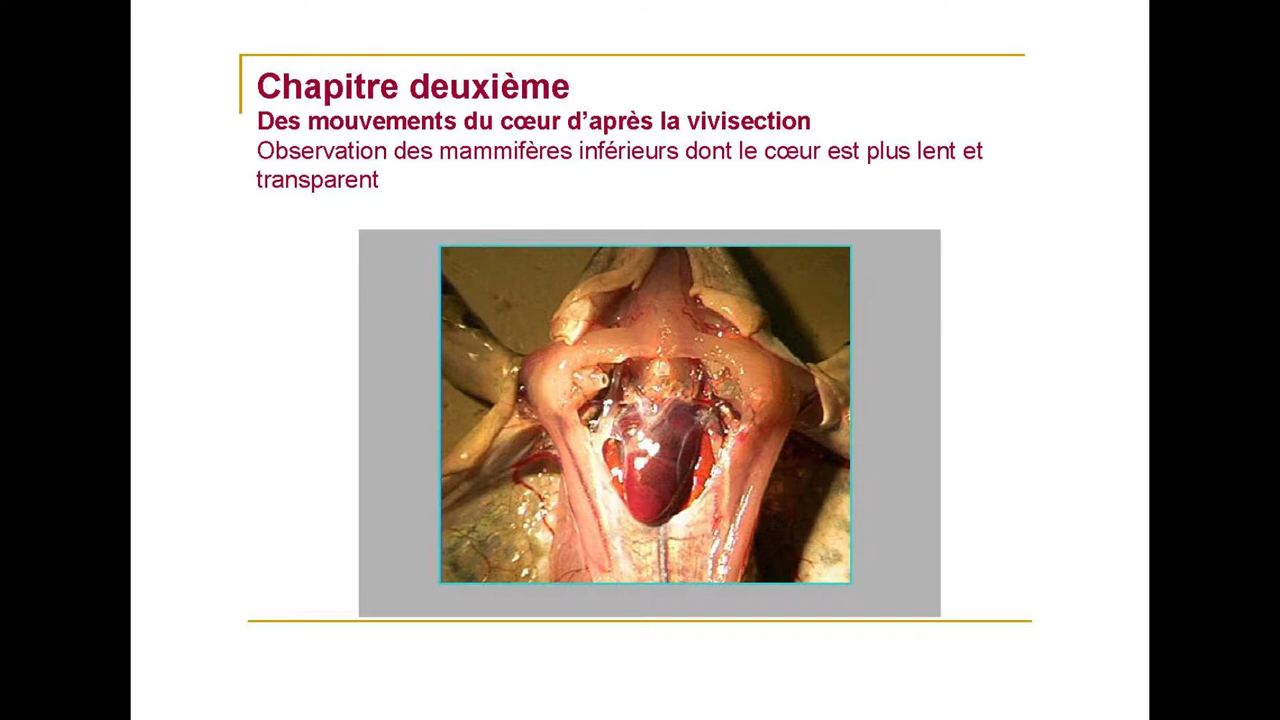 Chapitre deuxième
Des mouvements du cœur d’après la vivisection
Observation des mammifères inférieurs dont le cœur est plus lent et
transparent